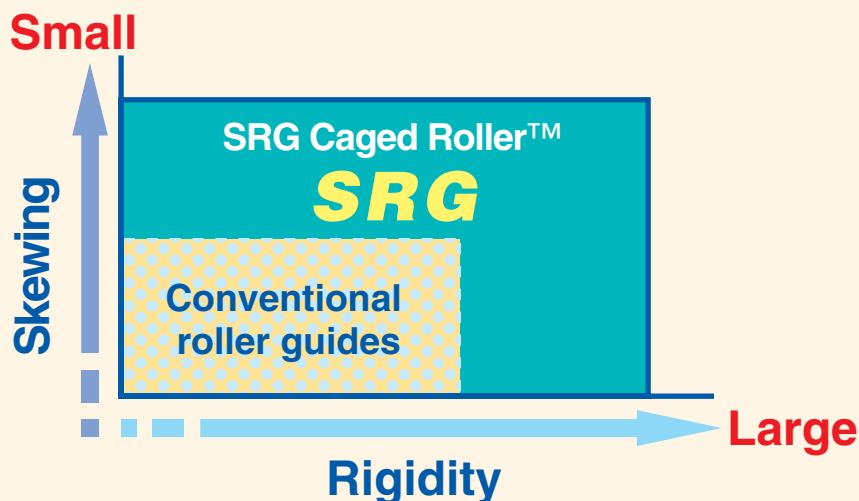 Small
SRG Caged Roller™
SRG
Skewing
Conventional
roller guides
Large
Rigidity